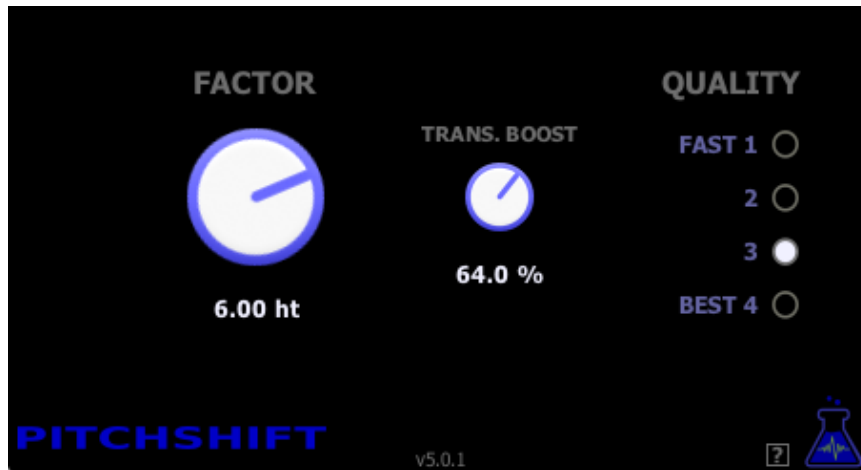 FACTOR
6.00 ht
TRANS. BOOST
64.0 %
QUALITY
FAST 1
2
3
BEST 4
PITCHSHIFT
v5.0.1
?